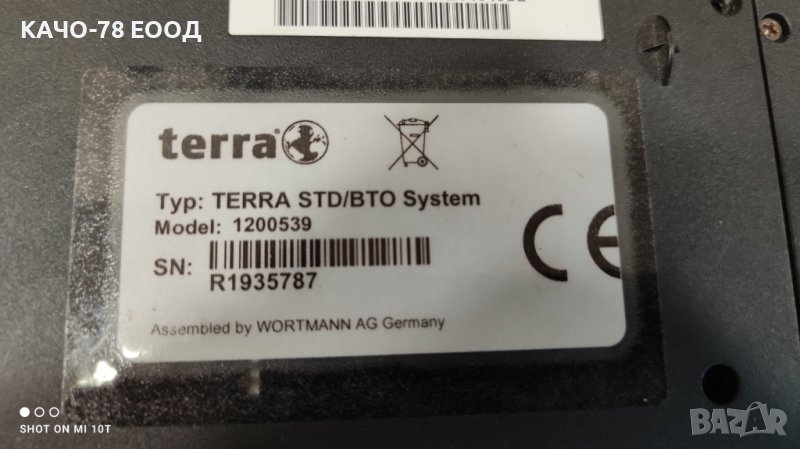 КАЧО-78 ЕООД
terra
Typ: TERRA STD/BTO System
Model: 1200539
SN:
R1935787
CE
Assembled by WORTMANN AG Germany
SHOT ON MI 10T
BAZAR